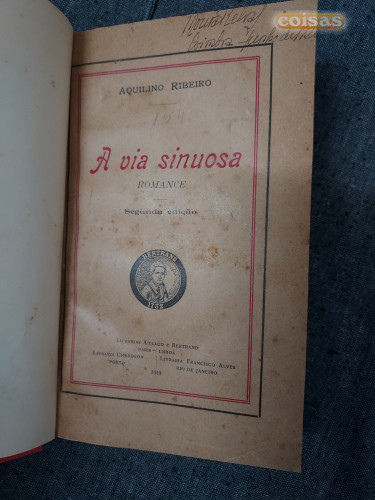 coisas
AQUILINO RIBEIRO
A via sinuosa
ROMANCE
Segunda edição
BERTRAND
LIVRARIAS AILLAUD E BERTRAND
PARIS — LISBOA
LIVRARIA CHARDRON
PORTO
LIVRARIA FRANCISCO ALVES
RIO DE JANEIRO